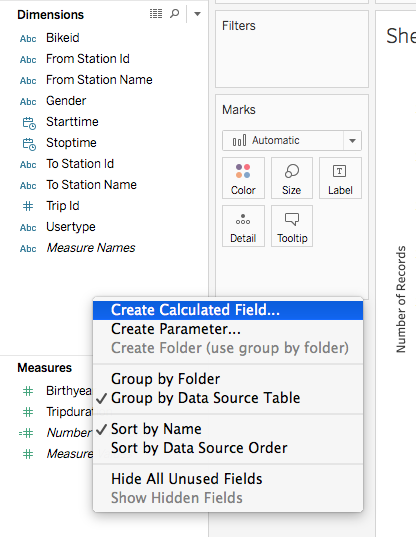 Dimensions
Abc Bikeid
Abc From Station Id
Abc From Station Name
Abc Gender
Starttime
Stoptime
Abc To Station Id
Abc To Station Name
# Trip Id
Abc Usertype
Abc Measure Names
Measures
# Birthyea
# Tripdurat
=# Number
# Measure
Filters
Marks
Automatic
Color
Size
T
Label
Detail
Tooltip
Create Calculated Field...
Create Parameter...
Create Folder (use group by folder)
Group by Folder
✓ Group by Data Source Table
✓ Sort by Name
Sort by Data Source Order
Hide All Unused Fields
Show Hidden Fields
She
Number of Records